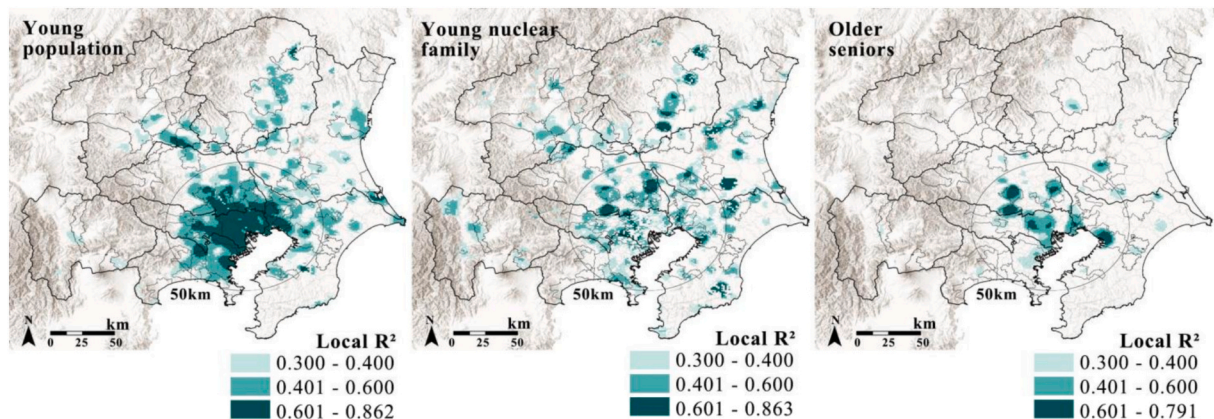 Young
population
50km
N
km
0 25 50
Local R²
0.300 - 0.400
0.401 - 0.600
0.601 - 0.862
Young nuclear
family
50km
N
km
0 25 50
Local R²
0.300 - 0.400
0.401 - 0.600
0.601 - 0.863
Older
seniors
50km
N
km
0 25 50
Local R²
0.300 - 0.400
0.401 - 0.600
0.601 - 0.791